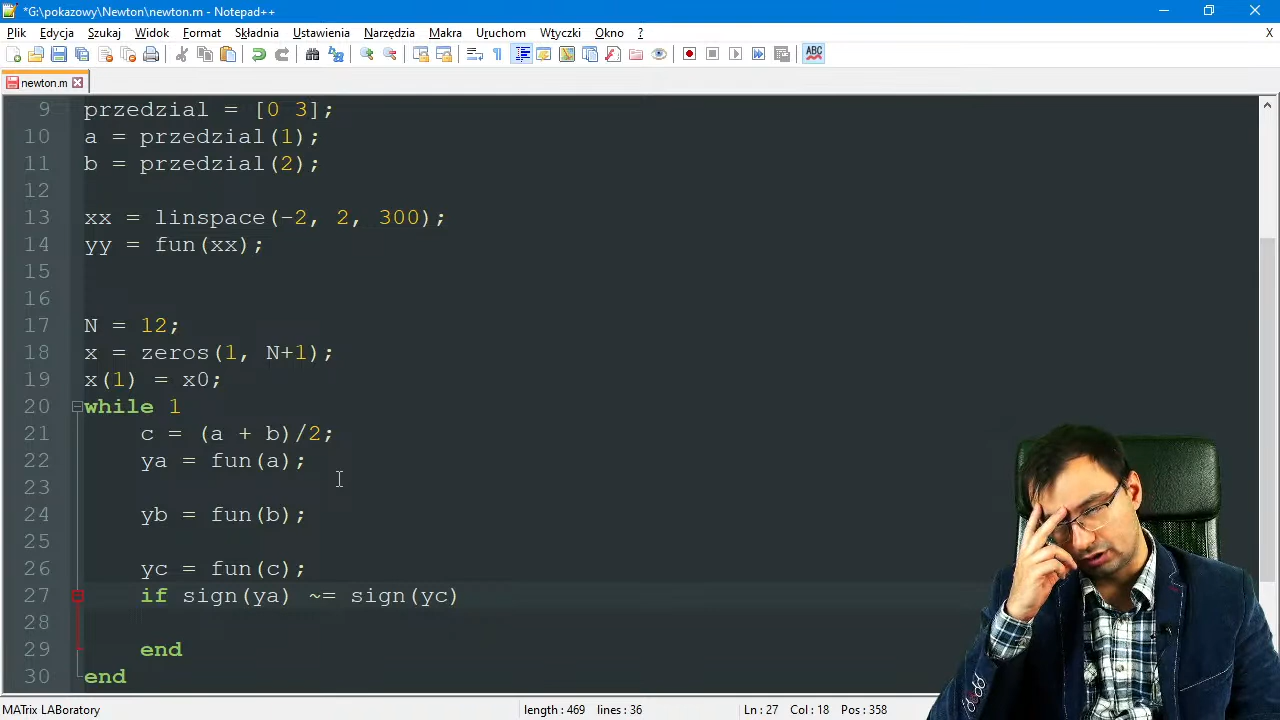 *G:\pokazowy\Newton\newton.m - Notepad++
Plik Edycja Szukaj Widok Format Składnia Ustawienia Narzędzia Makra Uruchom Wtyczki Okno ? X
ABC
newton.m
9 przedzial = [0 3];
10 a = przedzial(1);
11 b = przedzial(2);
12
13 xx = linspace(-2, 2, 300);
14 yy = fun(xx);
15
16
17 N = 12;
18 x = zeros(1, N+1);
19 x(1) = x0;
20 while 1
21 c = (a + b)/2;
22 ya = fun(a);
23
24 yb = fun(b);
25
26 yc = fun(c);
27 if sign(ya) ~= sign(yc)
28
29 end
30 end
MATrix LABoratory length : 469 lines : 36 Ln : 27 Col : 18 Pos : 358